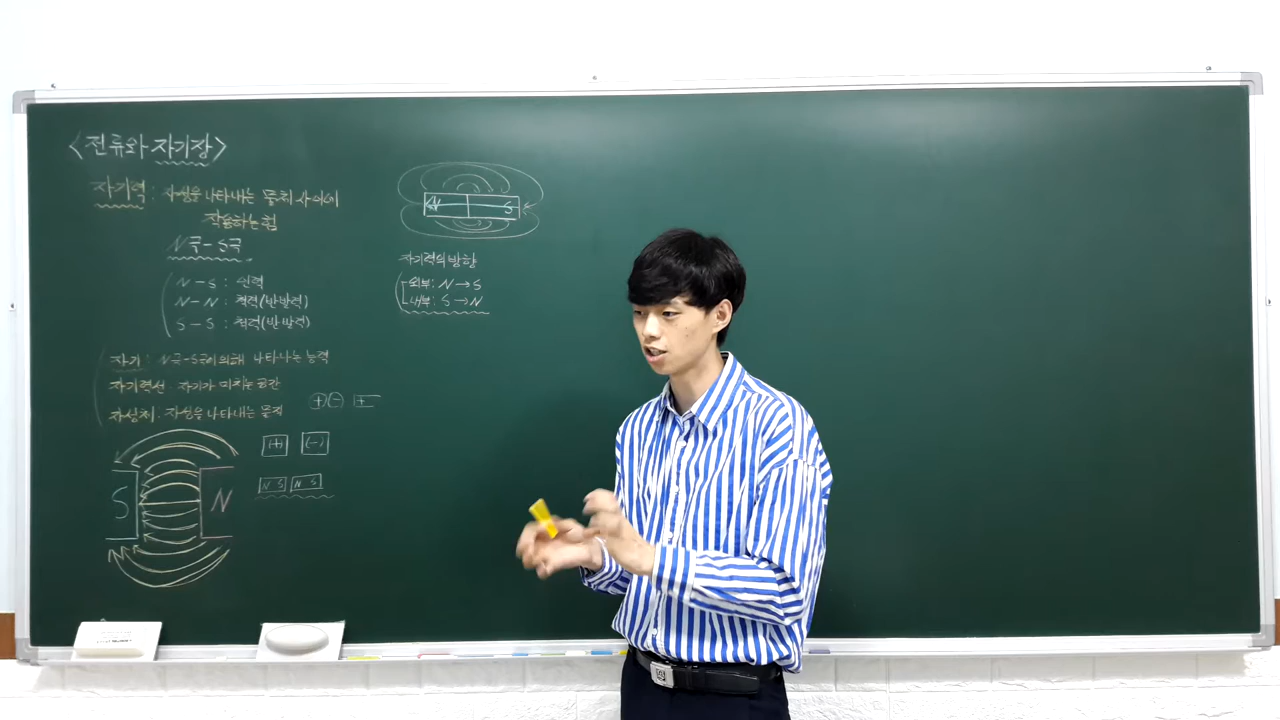 <전류와 자기장>
자기력: 자성을 나타내는 물체 사이에
작용하는 힘
N극-S극
N-S: 인력
N-N: 척력(반발력)
S-S: 척력(반발력)
자기: N극-S극에 의해 나타나는 능력
자기력선: 자기가 미치는 공간
자성체: 자성을 나타내는 물질
(+)(-) +-
(+) (-)
N S N S
S N
N S
자기력의 방향
외부: N→S
내부: S→N